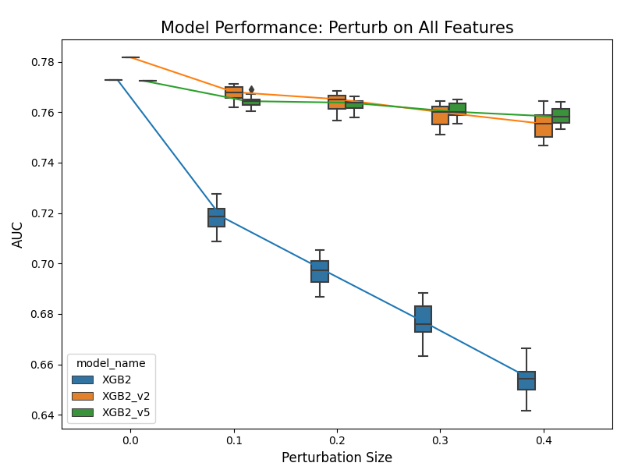 Model Performance: Perturb on All Features
AUC
0.78
0.76
0.74
0.72
0.70
0.68
0.66
0.64
model_name
XGB2
XGB2_v2
XGB2_v5
0.0 0.1 0.2 0.3 0.4
Perturbation Size